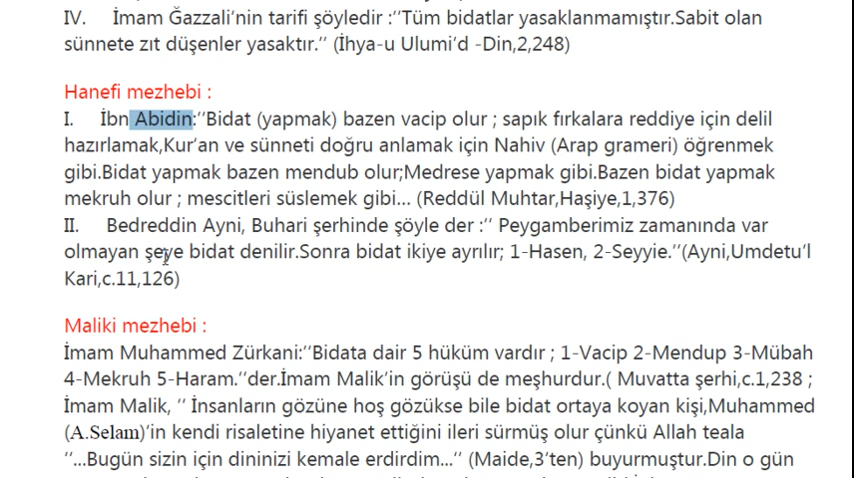 IV. İmam Ğazzali'nin tarifi şöyledir :''Tüm bidatlar yasaklanmamıştır.Sabit olan
sünnete zıt düşenler yasaktır.'' (İhya-u Ulumi'd -Din,2,248)
Hanefi mezhebi :
I. İbn Abidin:''Bidat (yapmak) bazen vacip olur ; sapık fırkalara reddiye için delil
hazırlamak,Kur'an ve sünneti doğru anlamak için Nahiv (Arap grameri) öğrenmek
gibi.Bidat yapmak bazen mendub olur;Medrese yapmak gibi.Bazen bidat yapmak
mekruh olur ; mescitleri süslemek gibi... (Reddül Muhtar,Haşiye,1,376)
II. Bedreddin Ayni, Buhari şerhinde şöyle der :'' Peygamberimiz zamanında var
olmayan şeye bidat denilir.Sonra bidat ikiye ayrılır; 1-Hasen, 2-Seyyie.''(Ayni,Umdetu'l
Kari,c.11,126)
Maliki mezhebi :
İmam Muhammed Zürkani:''Bidata dair 5 hüküm vardır ; 1-Vacip 2-Mendup 3-Mübah
4-Mekruh 5-Haram.''der.İmam Malik'in görüşü de meşhurdur.( Muvatta şerhi,c.1,238 ;
İmam Malik, '' İnsanların gözüne hoş gözükse bile bidat ortaya koyan kişi,Muhammed
(A.Selam)'in kendi risaletine hiyanet ettiğini ileri sürmüş olur çünkü Allah teala
''...Bugün sizin için dininizi kemale erdirdim...'' (Maide,3'ten) buyurmuştur.Din o gün